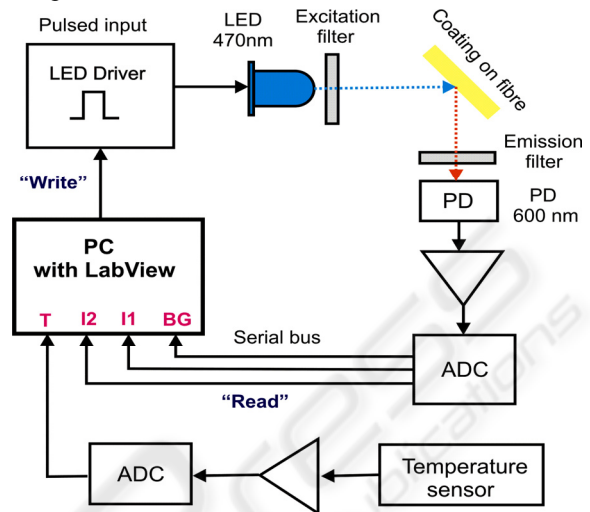 Pulsed input
LED
470nm
Excitation
filter
LED Driver
Coating on fibre
Emission
filter
“Write”
PD
PD
600 nm
PC
with LabView
T I2 I1 BG
Serial bus
ADC
“Read”
ADC
Temperature
sensor